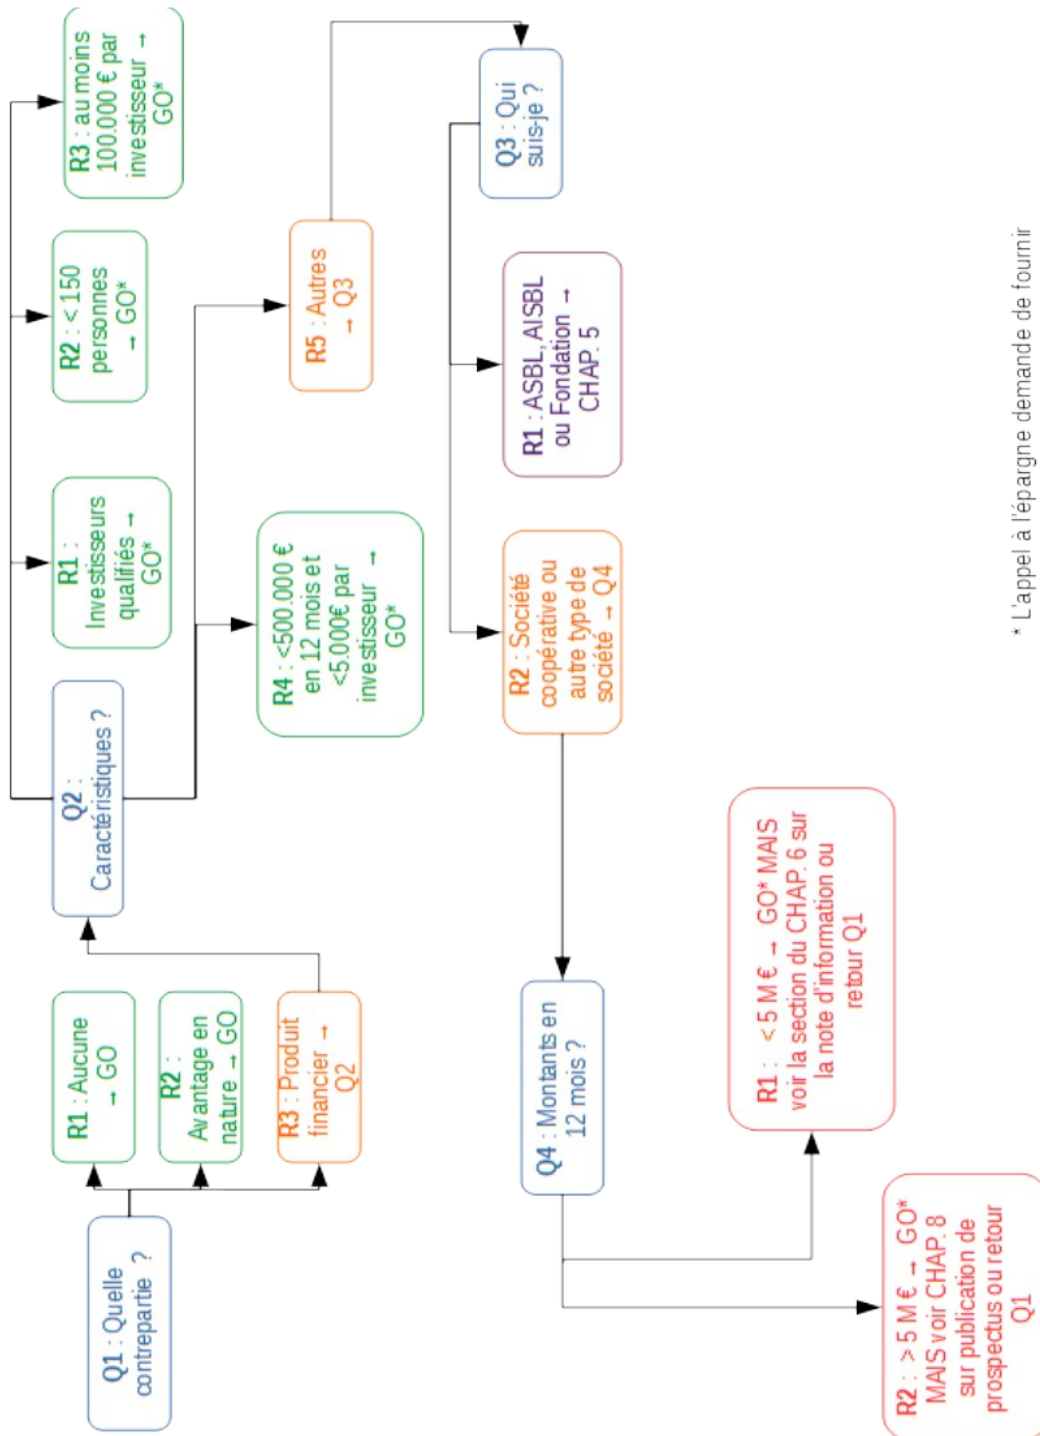 Q1 : Quelle
contrepartie ?
R1 : Aucune
→ GO
R2 :
Avantage en
nature → GO
R3 : Produit
financier →
Q2
Q2 :
Caractéristiques ?
R1 :
Investisseurs
qualifiés →
GO*
R2 : < 150
personnes
→ GO*
R3 : au moins
100.000 € par
investisseur →
GO*
R4 : <500.000 €
en 12 mois et
<5.000€ par
investisseur →
GO*
R5 : Autres
→ Q3
Q3 : Qui
suis-je ?
R1 : ASBL, AISBL
ou Fondation →
CHAP. 5
R2 : Société
coopérative ou
autre type de
société → Q4
Q4 : Montants en
12 mois ?
R1 : < 5 M € → GO* MAIS
voir la section du CHAP. 6 sur
la note d'information ou
retour Q1
R2 : > 5 M € → GO*
MAIS voir CHAP. 8
sur publication de
prospectus ou retour
Q1
* L'appel à l'épargne demande de fournir